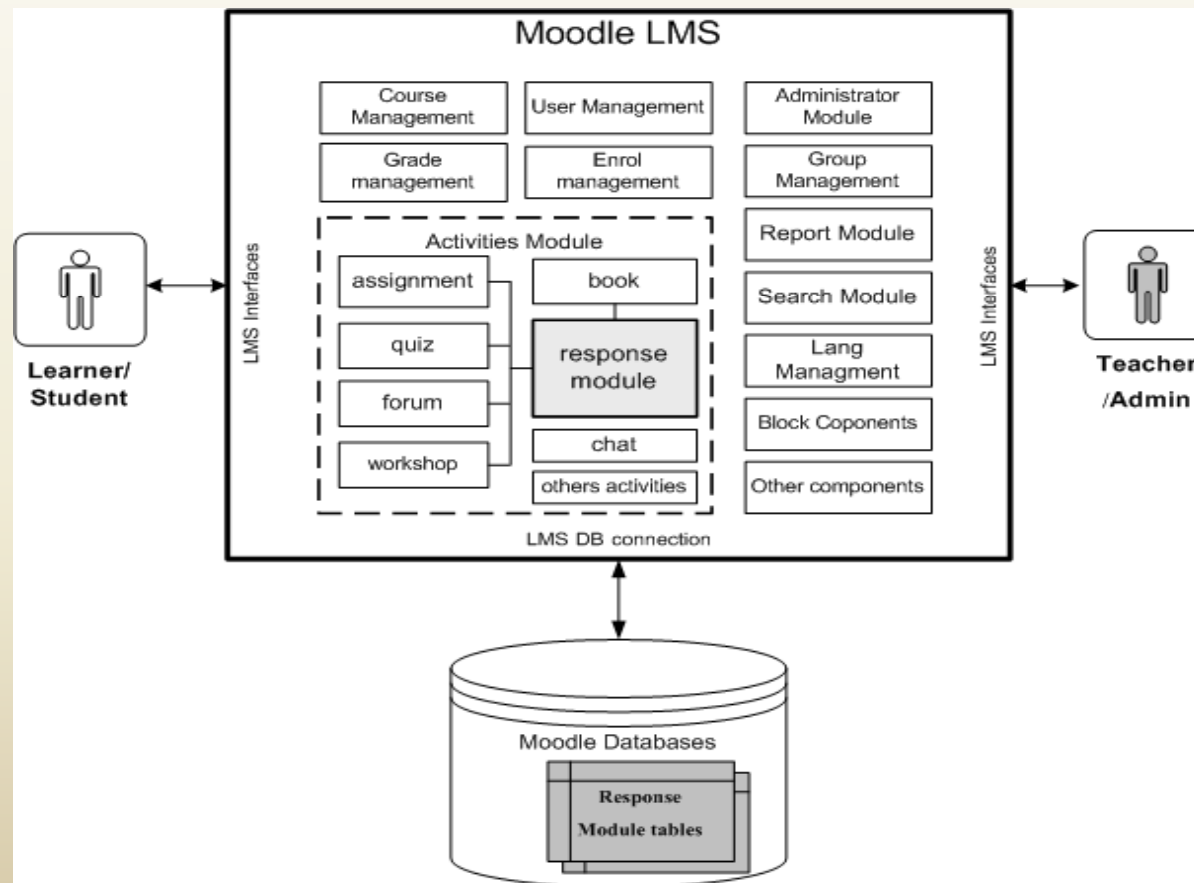 Moodle LMS
Course
Management
User Management
Administrator
Module
Grade
management
Enrol
management
Group
Management
Activities Module
assignment
quiz
forum
workshop
book
response
module
chat
others activities
Report Module
Search Module
Lang
Managment
Block Coponents
Other components
LMS Interfaces
LMS Interfaces
LMS DB connection
Learner/
Student
Teacher
/Admin
Moodle Databases
Response
Module tables